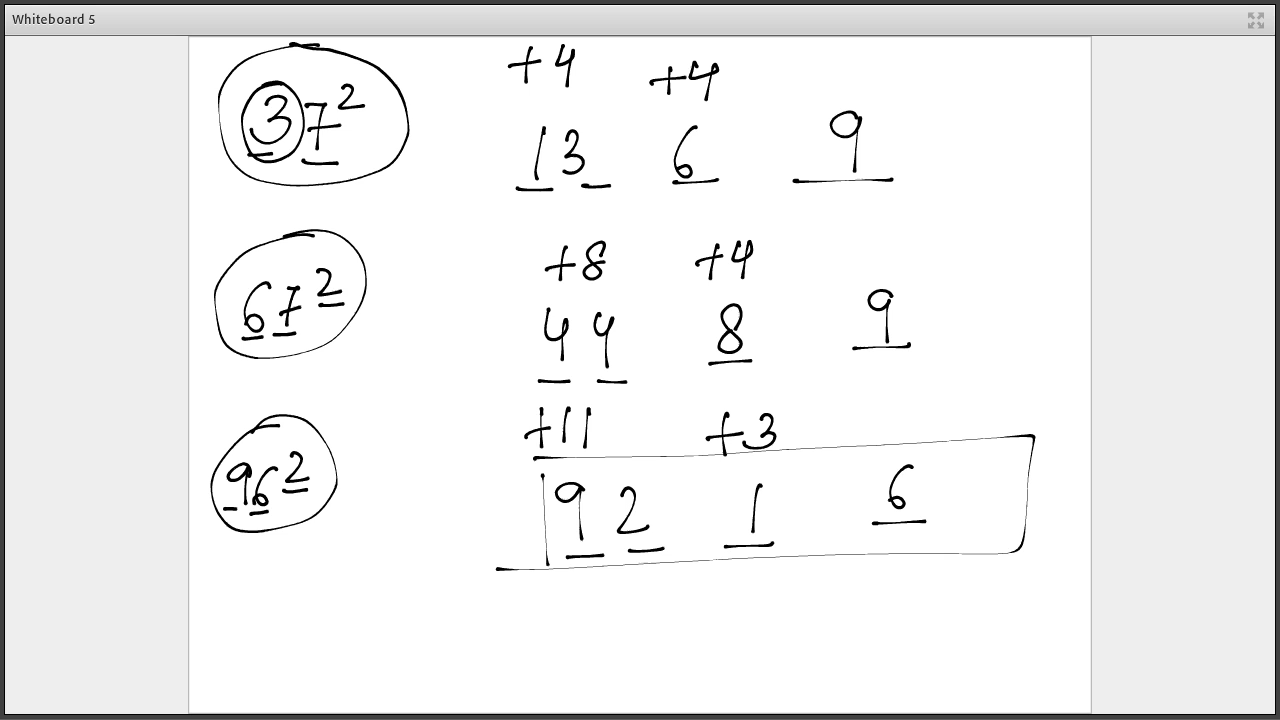 Whiteboard 5
+4 +4
37² 13 6 9
+8 +4
67² 44 8 9
+11 +3
96² 92 1 6